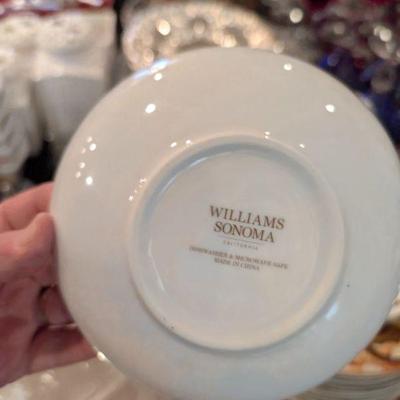 WILLIAMS
SONOMA
CALIFORNIA
DISHWASHER & MICROWAVE SAFE
MADE IN CHINA